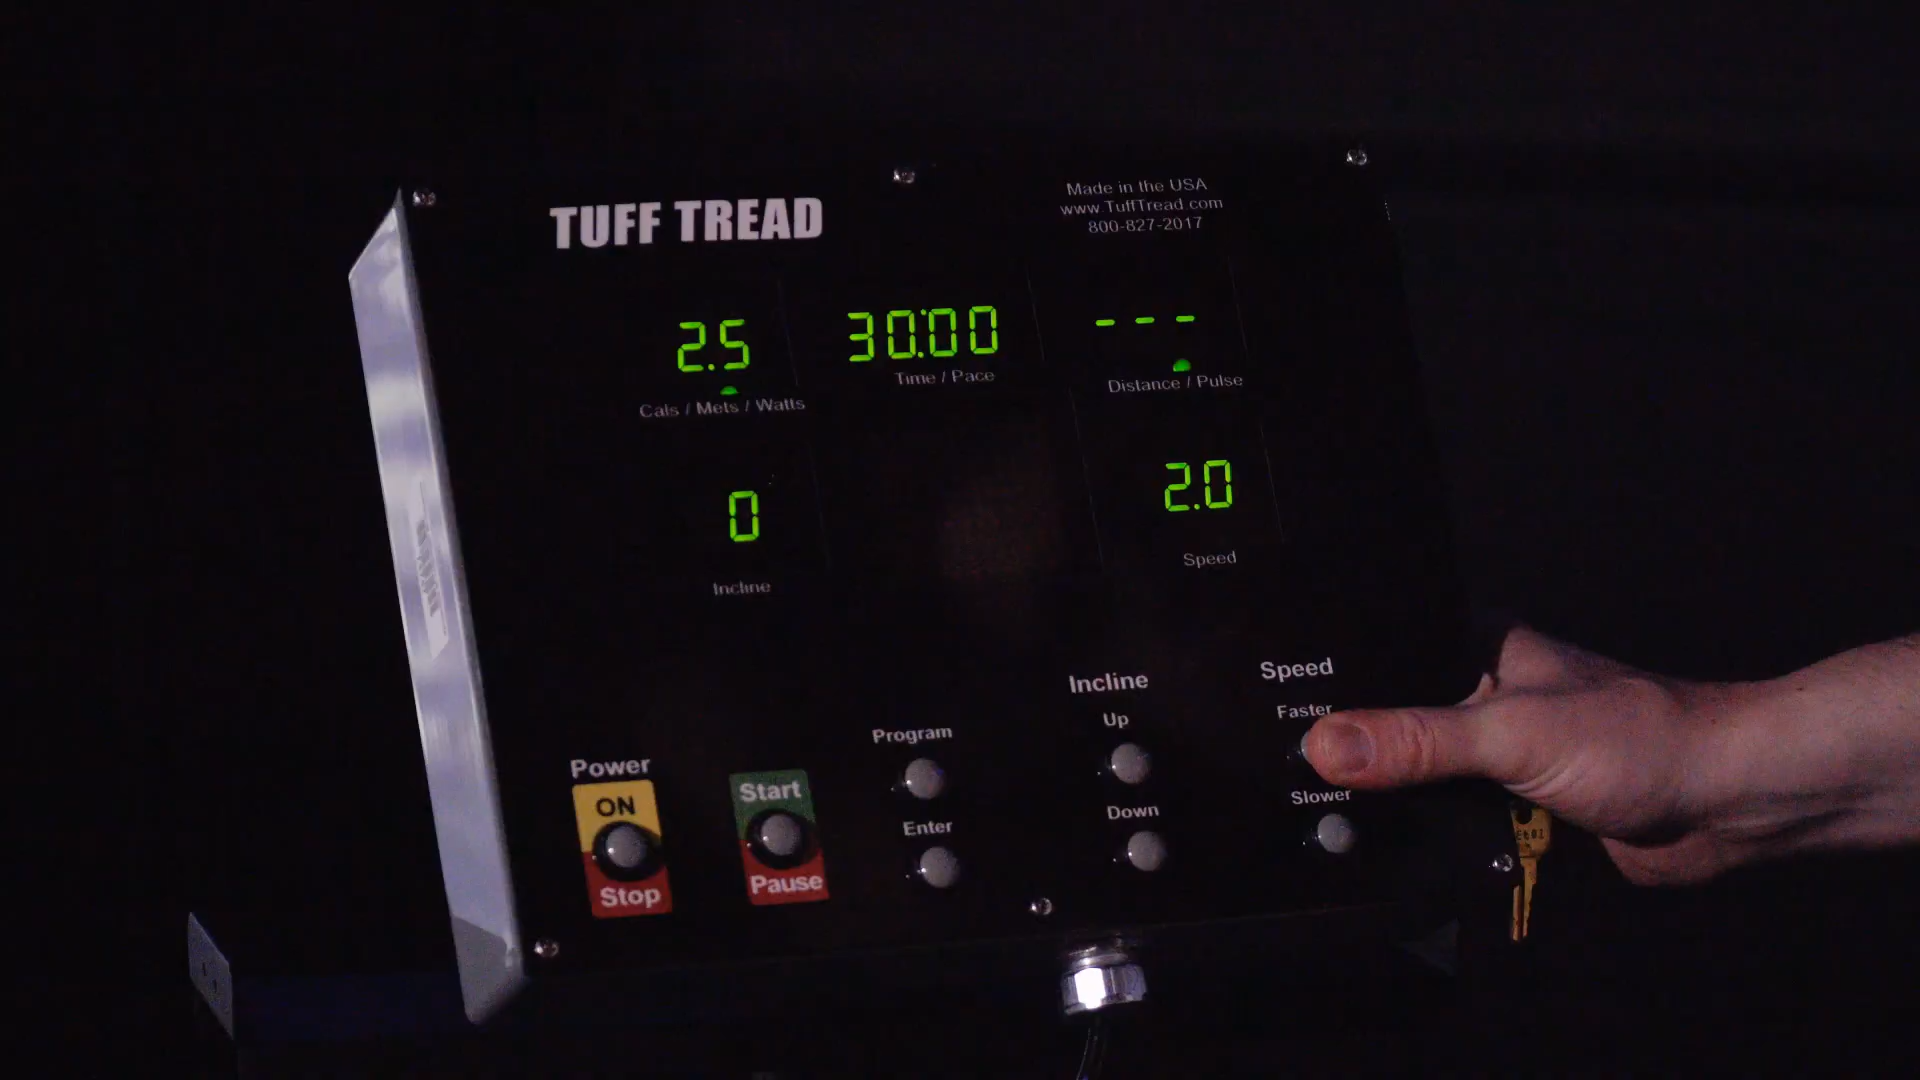 TUFF TREAD
Made in the USA
www.TuffTread.com
800-827-2017
2.5
30:00
- - -
Cals / Mets / Watts
Time / Pace
Distance / Pulse
0
2.0
Incline
Speed
Incline
Speed
Up
Faster
Program
Power
ON
Stop
Start
Pause
Enter
Down
Slower